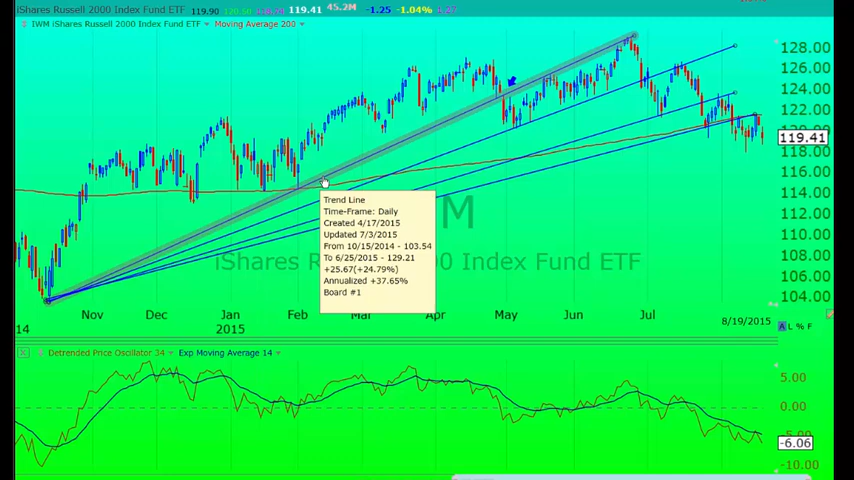 iShares Russell 2000 Index Fund ETF 119.90 119.41 45.2M -1.25 -1.04% 1.27
IWM iShares Russell 2000 Index Fund ETF Moving Average 200
128.00
126.00
124.00
122.00
119.41
118.00
116.00
114.00
112.00
110.00
108.00
106.00
104.00
Trend Line
Time-Frame: Daily
Created 4/17/2015
Updated 7/3/2015
From 10/15/2014 - 103.54
To 6/25/2015 - 129.21
+25.67(+24.79%)
Annualized +37.65%
Board #1
M
iShares 00 Index Fund ETF
Nov Dec 2015 Feb Mar Apr May Jun Jul
14 2015 8/19/2015 A L % F
Detrended Price Oscillator 34 Exp Moving Average 14
5.00
0.00
-6.06
-10.00